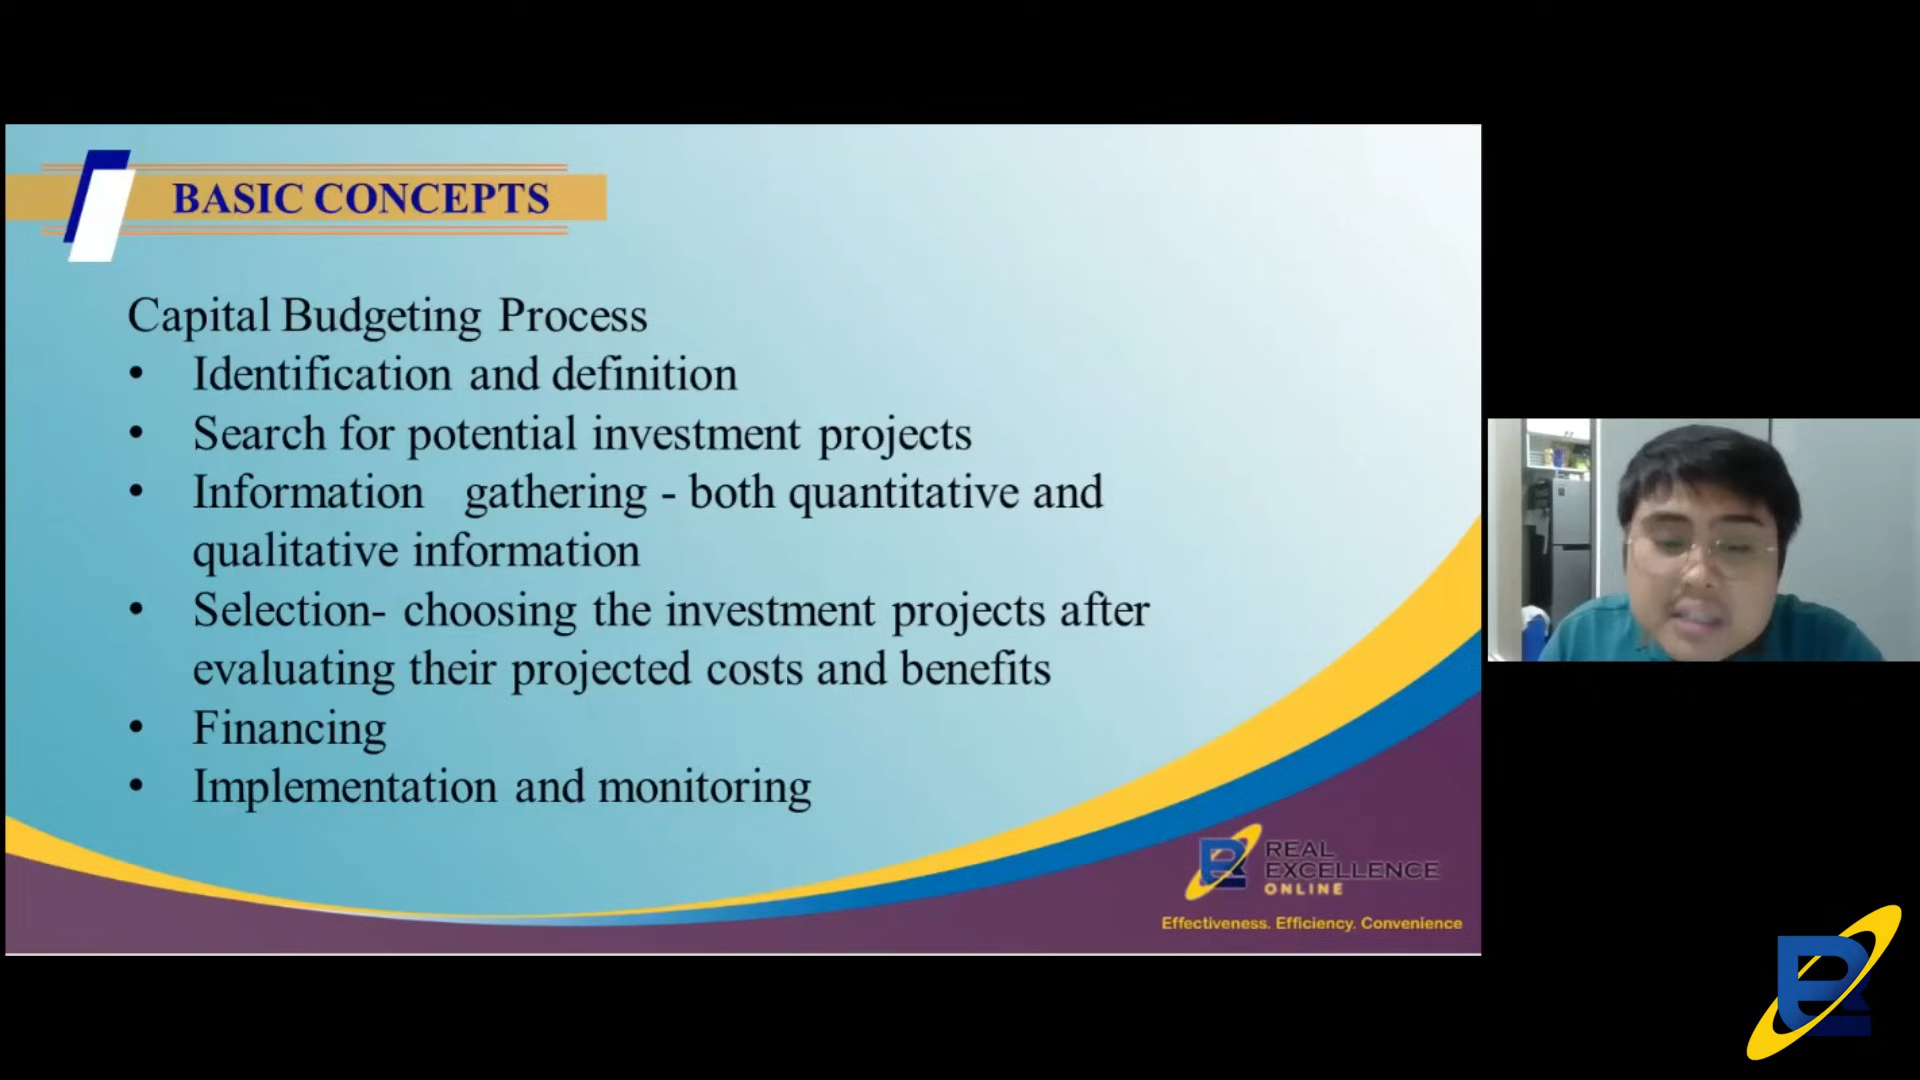 BASIC CONCEPTS
Capital Budgeting Process
• Identification and definition
• Search for potential investment projects
• Information gathering - both quantitative and
qualitative information
• Selection- choosing the investment projects after
evaluating their projected costs and benefits
• Financing
• Implementation and monitoring
REAL
EXCELLENCE
ONLINE
Effectiveness. Efficiency. Convenience